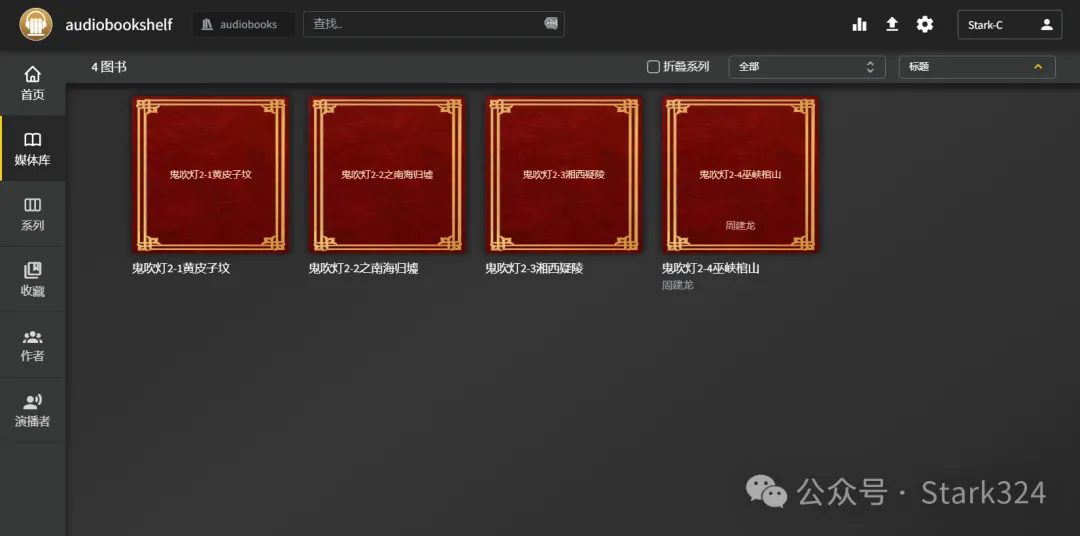 audiobookshelf
audiobooks
查找..
Stark-C
首页
媒体库
系列
收藏
作者
演播者
4 图书
折叠系列
全部
标题
鬼吹灯2-1黄皮子坟
鬼吹灯2-2之南海归墟
鬼吹灯2-3湘西疑陵
鬼吹灯2-4巫峡棺山
周建龙
鬼吹灯2-1黄皮子坟
鬼吹灯2-2之南海归墟
鬼吹灯2-3湘西疑陵
鬼吹灯2-4巫峡棺山
周建龙
公众号 · Stark324